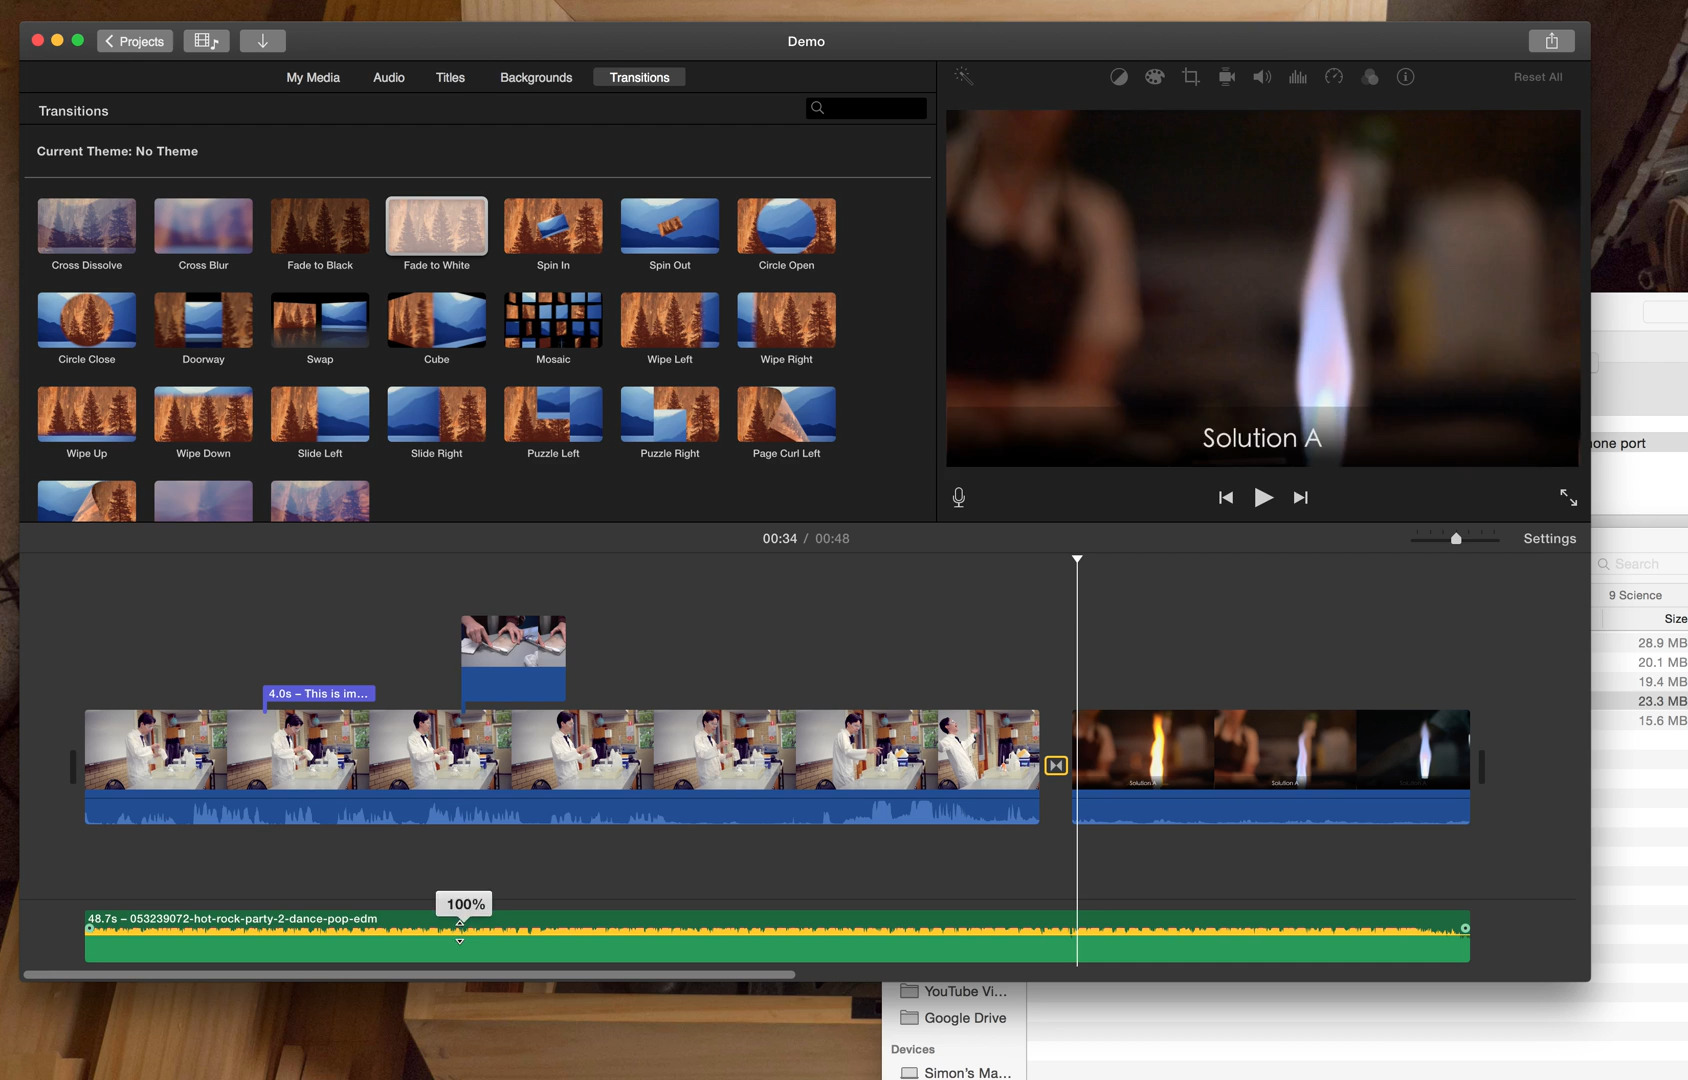 Projects
Demo
My Media
Audio
Titles
Backgrounds
Transitions
Reset All
Transitions
Current Theme: No Theme
Cross Dissolve
Cross Blur
Fade to Black
Fade to White
Spin In
Spin Out
Circle Open
Circle Close
Doorway
Swap
Cube
Mosaic
Wipe Left
Wipe Right
Wipe Up
Wipe Down
Slide Left
Slide Right
Puzzle Left
Puzzle Right
Page Curl Left
Solution A
one port
00:34 / 00:48
Settings
Search
9 Science
Size
28.9 MB
20.1 MB
19.4 MB
23.3 MB
15.6 MB
4.0s – This is im...
Solution A
Solution A
100%
48.7s – 053239072-hot-rock-party-2-dance-pop-edm
YouTube Vi...
Google Drive
Devices
Simon's Ma...